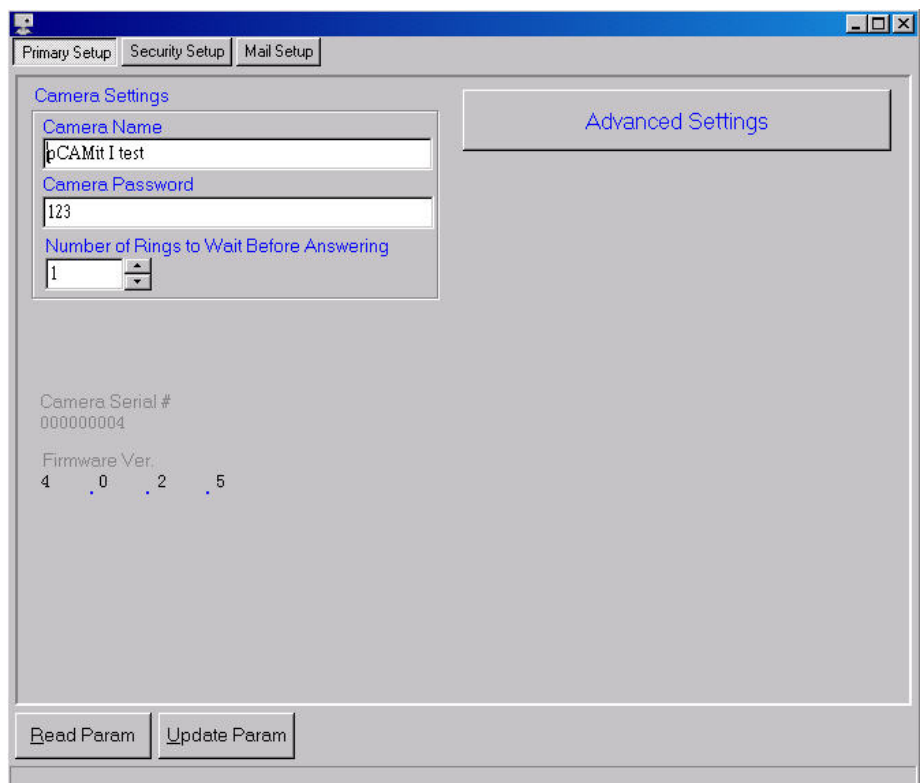 Primary Setup Security Setup Mail Setup
Camera Settings
Advanced Settings
Camera Name
pCAMit I test
Camera Password
123
Number of Rings to Wait Before Answering
1
Camera Serial #
000000004
Firmware Ver.
4 .0 .2 .5
Read Param Update Param